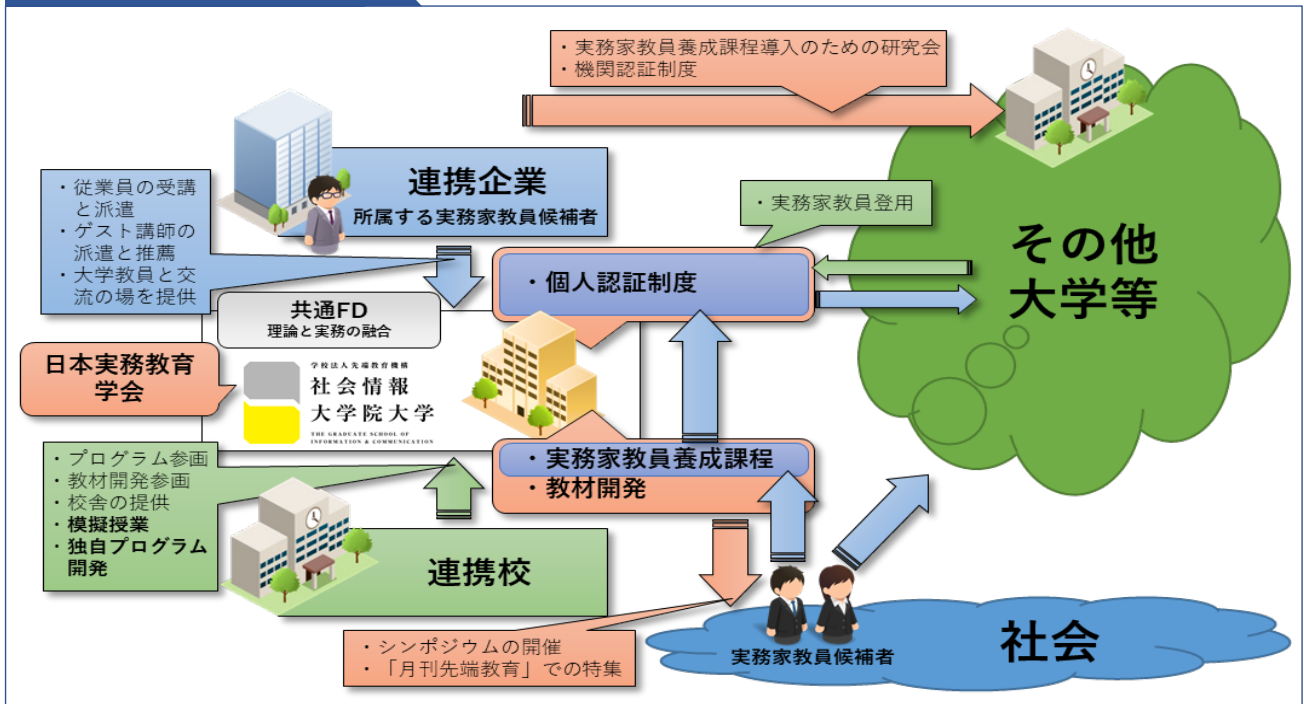 ・実務家教員養成課程導入のための研究会
・機関認証制度
連携企業
所属する実務家教員候補者
・従業員の受講
と派遣
・ゲスト講師の
派遣と推薦
・大学教員と交
流の場を提供
・実務家教員登用
その他
大学等
・個人認証制度
共通FD
理論と実務の融合
日本実務教育
学会
学校法人先端教育機構
社会情報
大学院大学
THE GRADUATE SCHOOL OF
INFORMATION & COMMUNICATION
・実務家教員養成課程
・教材開発
・プログラム参画
・教材開発参画
・校舎の提供
・模擬授業
・独自プログラム
開発
連携校
・シンポジウムの開催
・「月刊先端教育」での特集
実務家教員候補者
社会